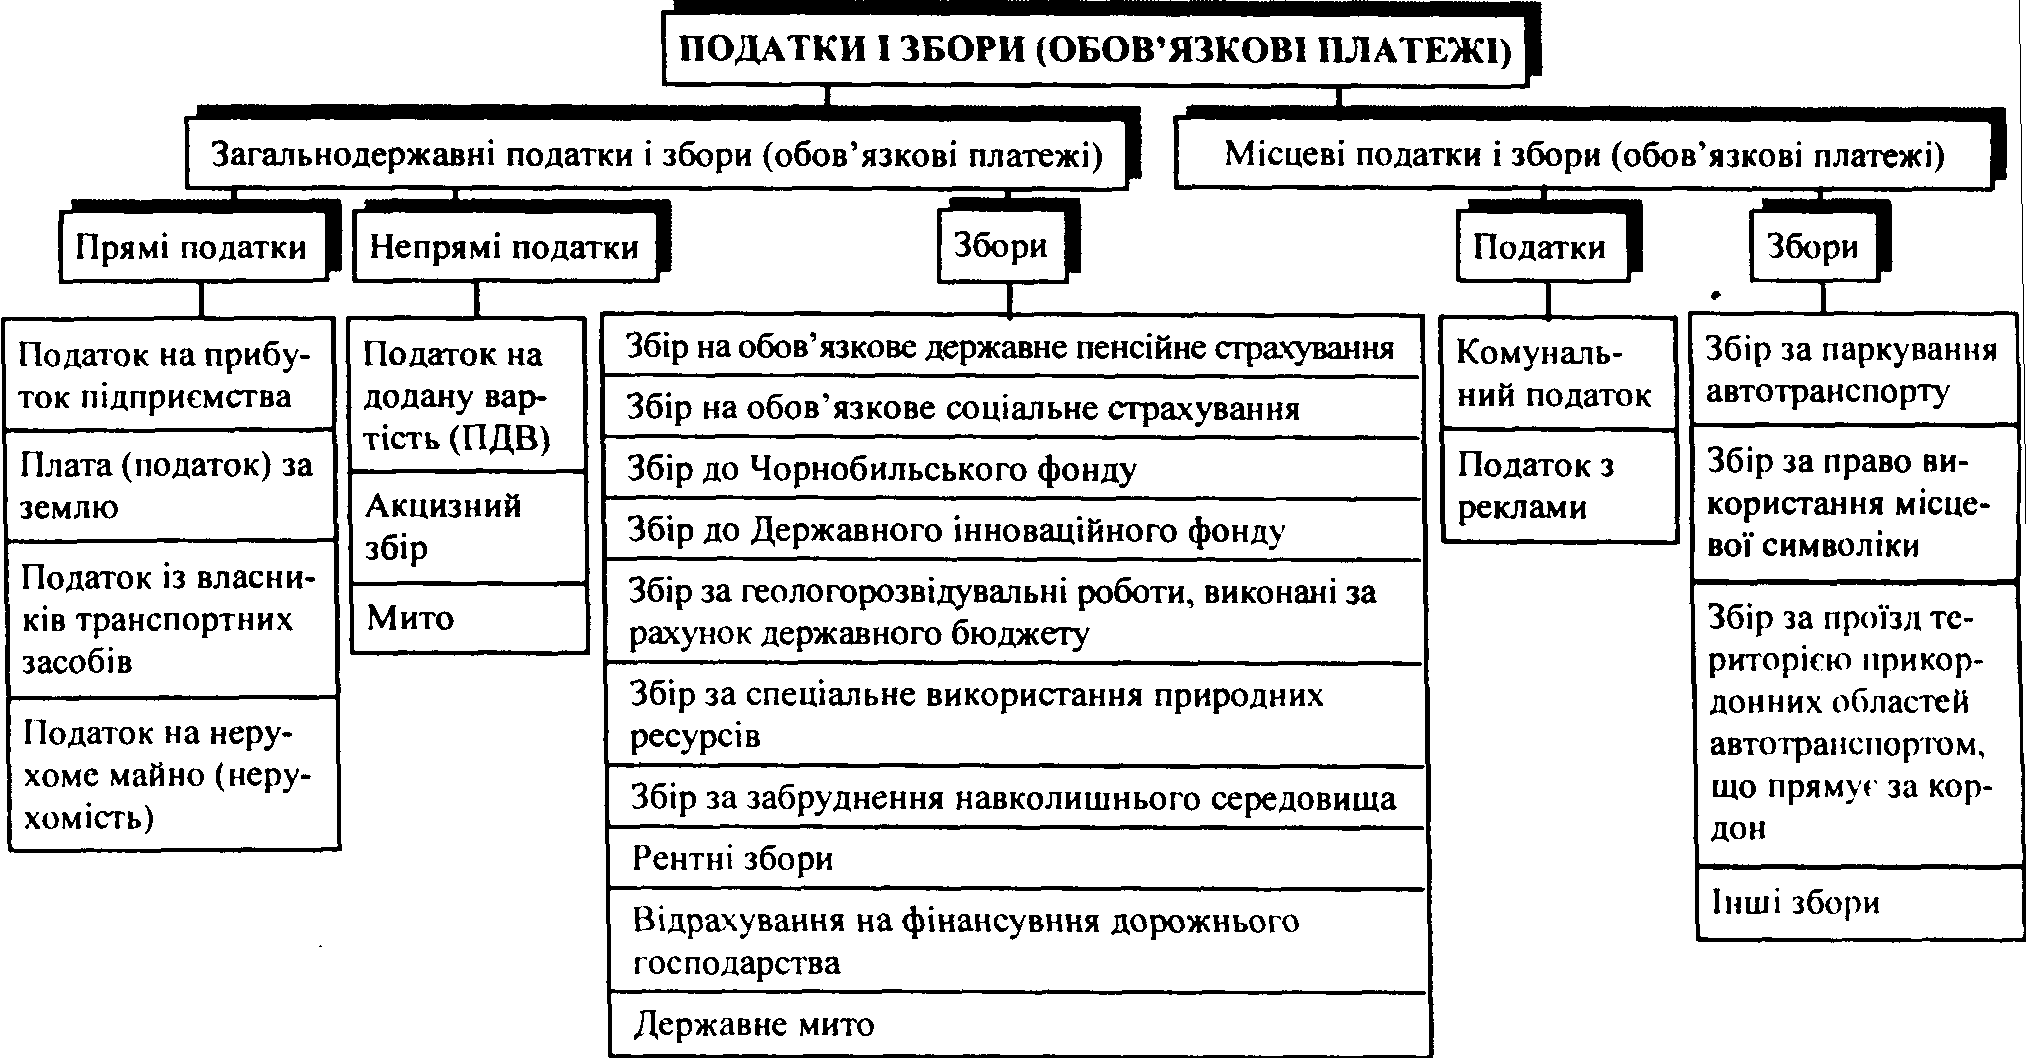 ПОДАТКИ І ЗБОРИ (ОБОВ’ЯЗКОВІ ПЛАТЕЖІ)
Загальнодержавні податки і збори (обов’язкові платежі)
Місцеві податки і збори (обов’язкові платежі)
Прямі податки
Непрямі податки
Збори
Податки
Збори
Податок на прибу-
ток підприємства
Плата (податок) за
землю
Податок із власни-
ків транспортних
засобів
Податок на неру-
хоме майно (неру-
хомість)
Податок на
додану вар-
тість (ПДВ)
Акцизний
збір
Мито
Збір на обов’язкове державне пенсійне страхування
Збір на обов’язкове соціальне страхування
Збір до Чорнобильського фонду
Збір до Державного інноваційного фонду
Збір за геологорозвідувальні роботи, виконані за
рахунок державного бюджету
Збір за спеціальне використання природних
ресурсів
Збір за забруднення навколишнього середовища
Рентні збори
Відрахування на фінансувння дорожнього
господарства
Державне мито
Комуналь-
ний податок
Податок з
реклами
Збір за паркування
автотранспорту
Збір за право ви-
користання місце-
вої символіки
Збір за проїзд те-
риторією прикор-
донних областей
автотранспортом,
що прямує за кор-
дон
Інші збори